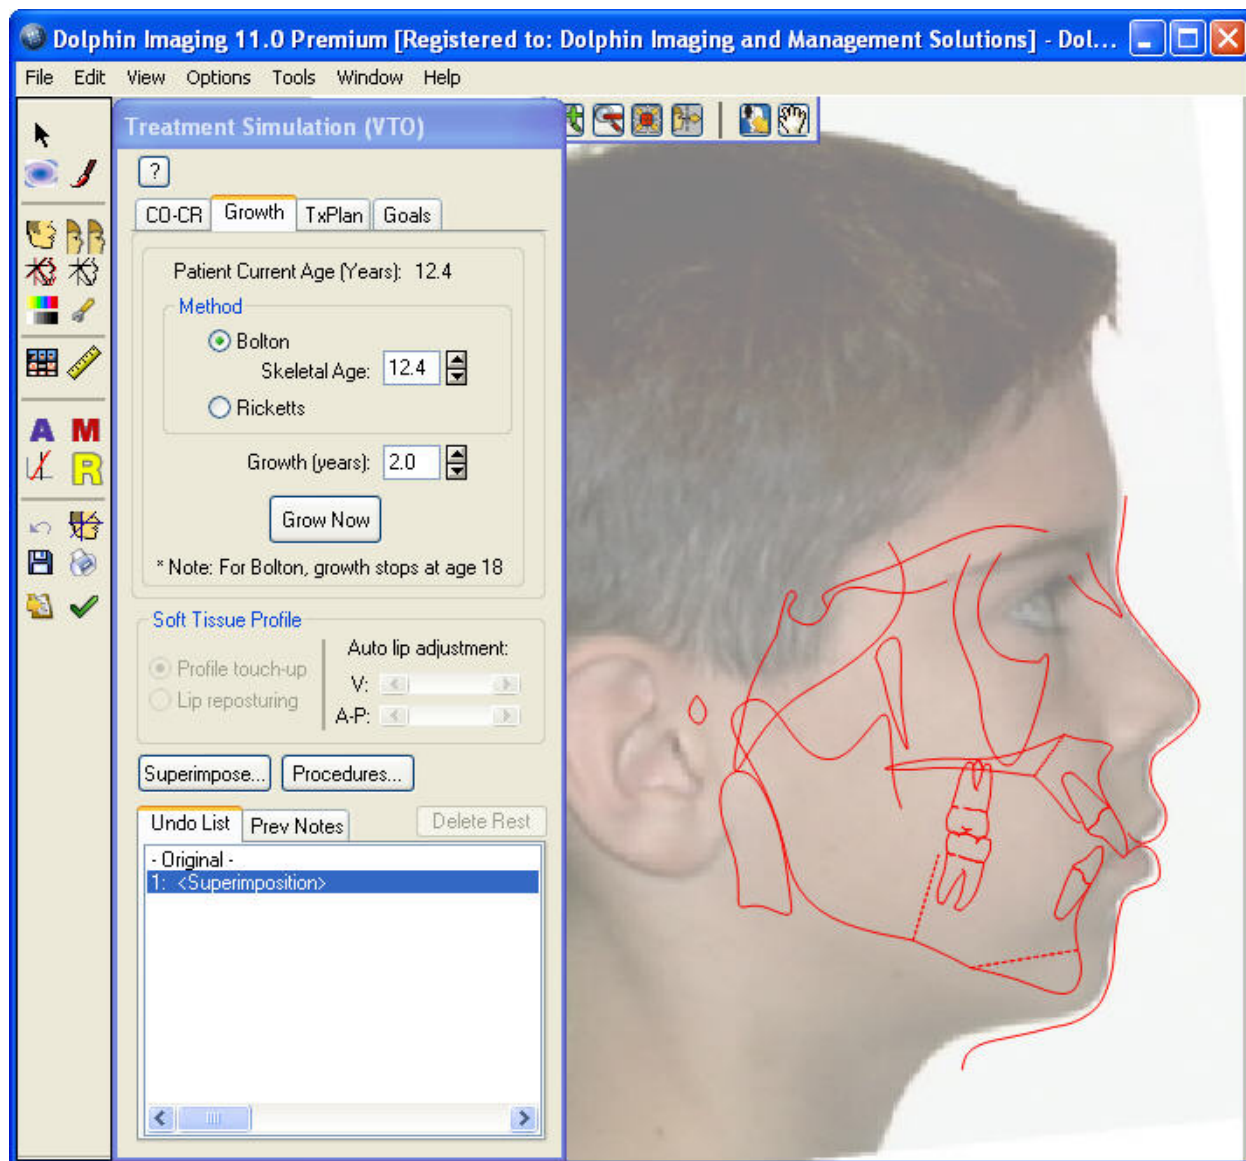 Dolphin Imaging 11.0 Premium [Registered to: Dolphin Imaging and Management Solutions] - Dol...
File Edit View Options Tools Window Help
Treatment Simulation (VTO)
?
CO-CR Growth TxPlan Goals
Patient Current Age (Years): 12.4
Method
Bolton
Skeletal Age: 12.4
Ricketts
Growth (years): 2.0
Grow Now
* Note: For Bolton, growth stops at age 18
Soft Tissue Profile
Profile touch-up
Lip reposturing
Auto lip adjustment:
V:
A-P:
Superimpose... Procedures...
Undo List Prev Notes Delete Rest
- Original -
1: <Superimposition>
A M
R